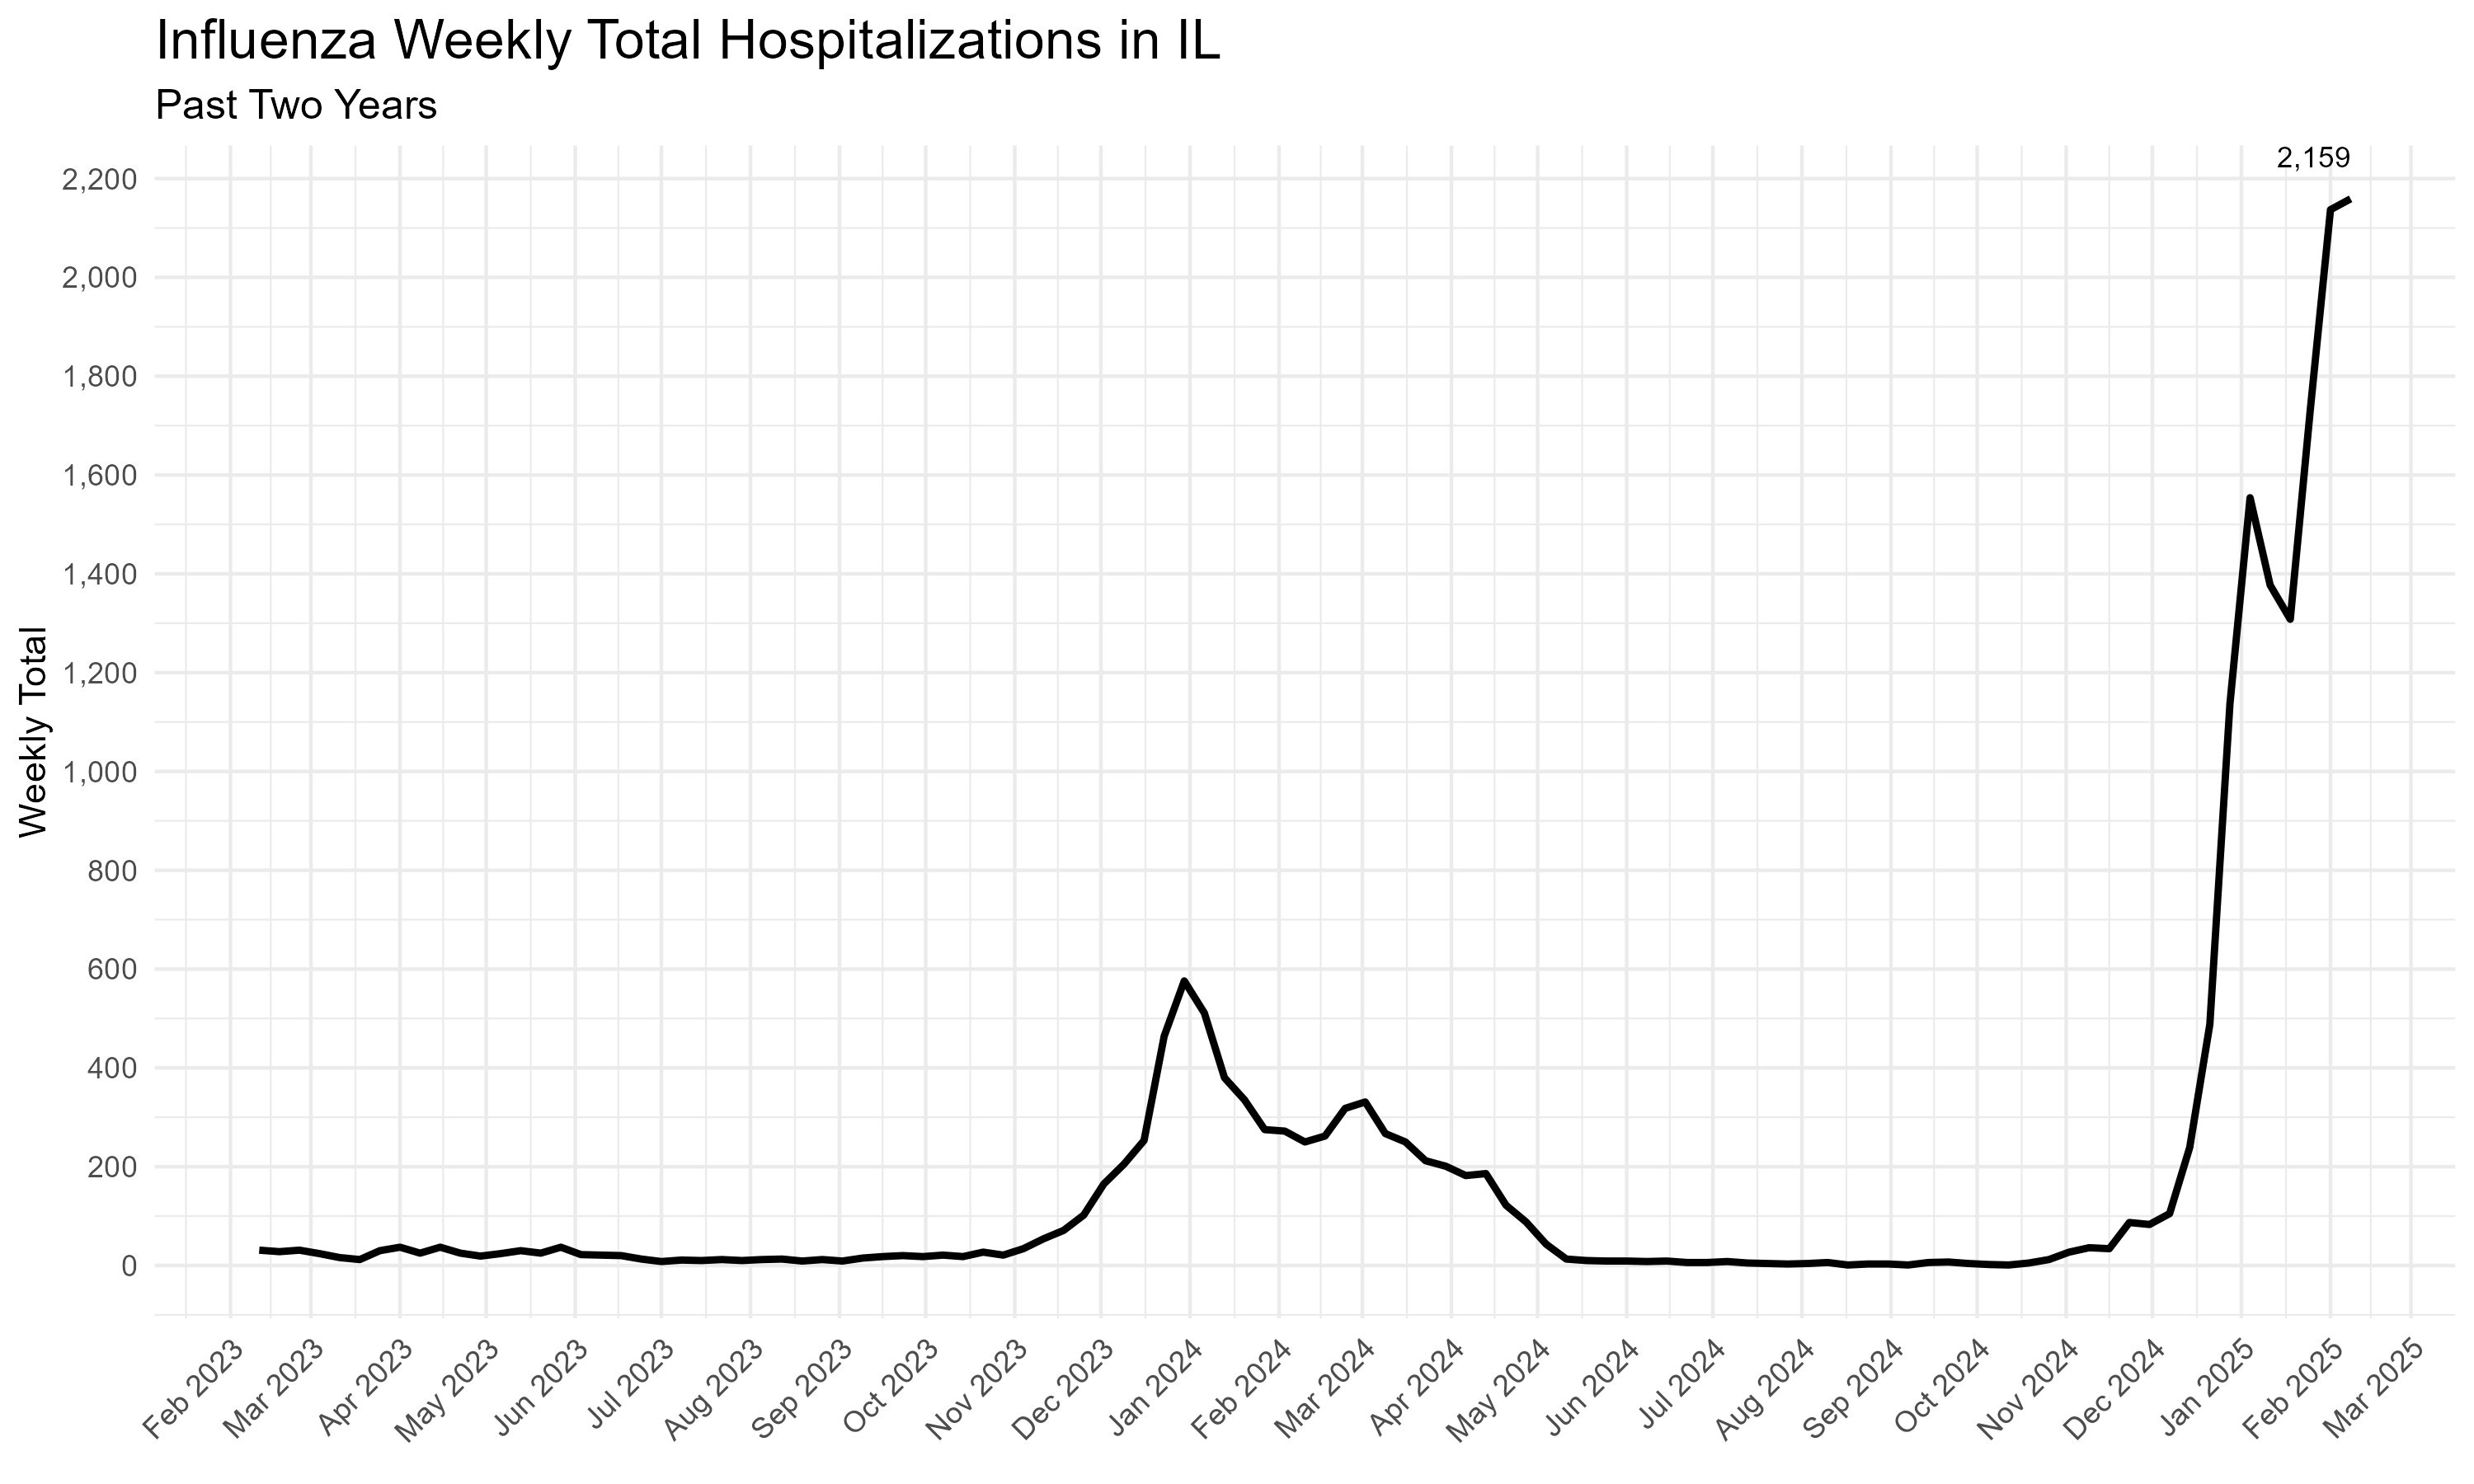 Influenza Weekly Total Hospitalizations in IL
Past Two Years
2,159
2,200
2,000
1,800
1,600
1,400
1,200
1,000
800
600
400
200
0
Weekly Total
Feb 2023
Mar 2023
Apr 2023
May 2023
Jun 2023
Jul 2023
Aug 2023
Sep 2023
Oct 2023
Nov 2023
Dec 2023
Jan 2024
Feb 2024
Mar 2024
Apr 2024
May 2024
Jun 2024
Jul 2024
Aug 2024
Sep 2024
Oct 2024
Nov 2024
Dec 2024
Jan 2025
Feb 2025
Mar 2025